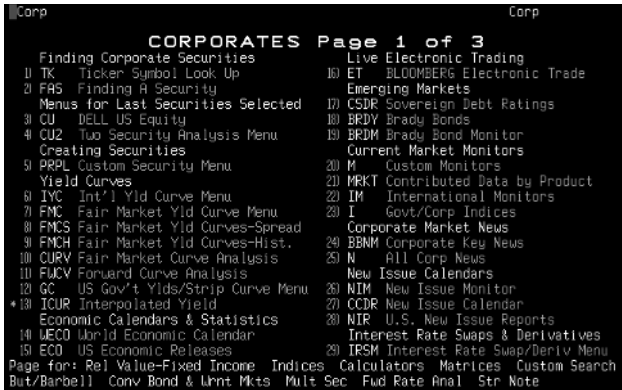 Corp Corp
CORPORATES Page 1 of 3
Finding Corporate Securities
1) TK Ticker Symbol Look Up
2) FAS Finding A Security
Menus for Last Securities Selected
3) CU DELL US Equity
4) CU2 Two Security Analysis Menu
Creating Securities
5) PRPL Custom Security Menu
Yield Curves
6) IYC Int'l Yld Curve Menu
7) FMC Fair Market Yld Curve Menu
8) FMCS Fair Market Yld Curves-Spread
9) FMCH Fair Market Yld Curves-Hist.
10) CURV Fair Market Curve Analysis
11) FWCV Forward Curve Analysis
12) GC US Gov't Ylds/Strip Curve Menu
*13) ICUR Interpolated Yield
Economic Calendars & Statistics
14) WECO World Economic Calendar
15) ECO US Economic Releases
Live Electronic Trading
16) ET BLOOMBERG Electronic Trade
Emerging Markets
17) CSDR Sovereign Debt Ratings
18) BRDY Brady Bonds
19) BRDM Brady Bond Monitor
Current Market Monitors
20) M Custom Monitors
21) MRKT Contributed Data by Product
22) IM International Monitors
23) I Govt/Corp Indices
Corporate Market News
24) BBNM Corporate Key News
25) N All Corp News
New Issue Calendars
26) NIM New Issue Monitor
27) CCDR New Issue Calendar
28) NIR U.S. New Issue Reports
Interest Rate Swaps & Derivatives
29) IRSM Interest Rate Swap/Deriv Menu
Page for: Rel Value-Fixed Income Indices Calculators Matrices Custom Search
But/Barbell Conv Bond & Wrnt Mkts Mult Sec Fwd Rate Anal Str Sec